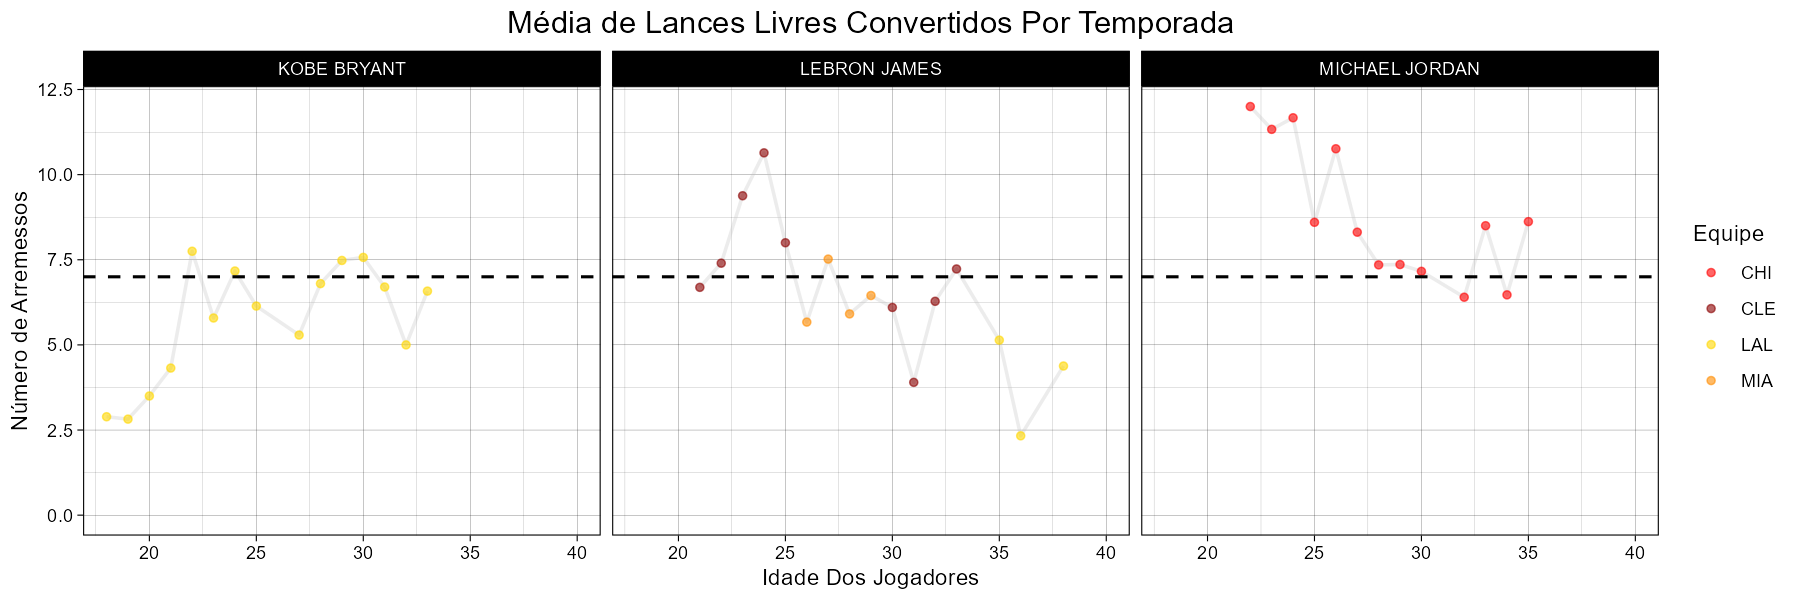 Média de Lances Livres Convertidos Por Temporada
KOBE BRYANT
LEBRON JAMES
MICHAEL JORDAN
Número de Arremessos
12.5
10.0
7.5
5.0
2.5
0.0
20 25 30 35 40
20 25 30 35 40
20 25 30 35 40
Idade Dos Jogadores
Equipe
CHI
CLE
LAL
MIA